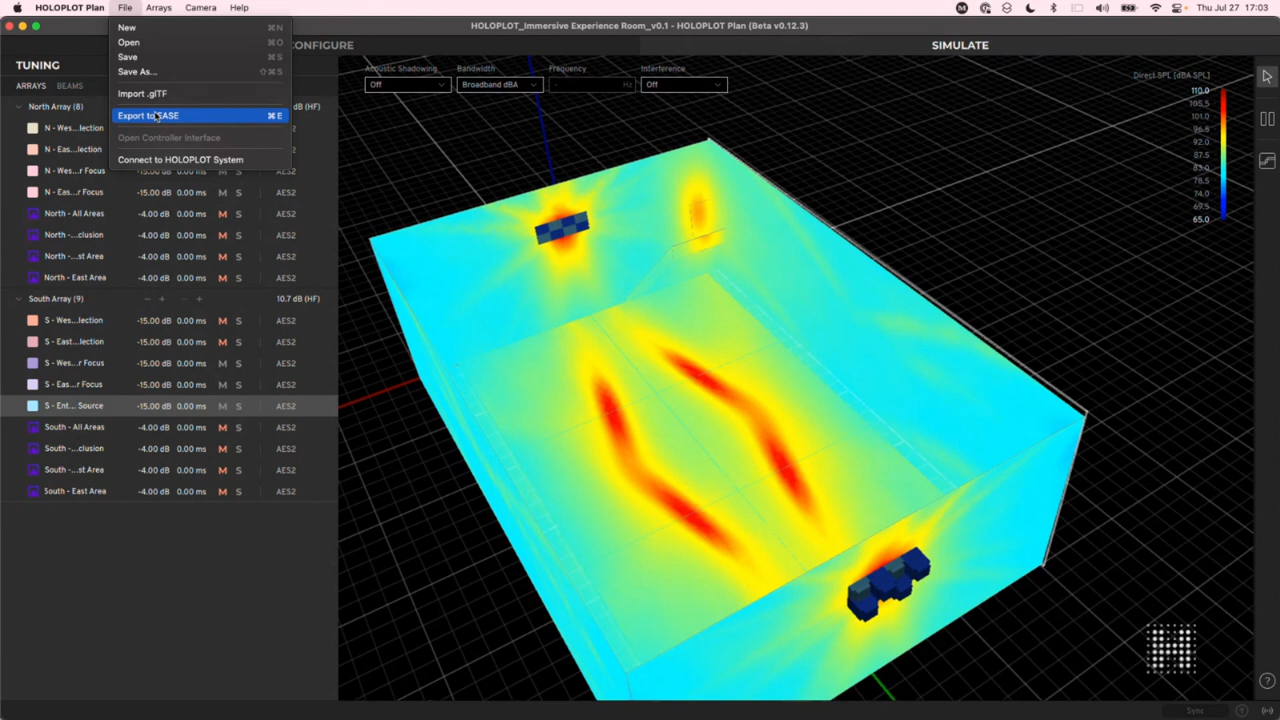 HOLOPLOT Plan File Arrays Camera Help Thu Jul 27 17:03
HOLOPLOT_Immersive Experience Room_v0.1 - HOLOPLOT Plan (Beta v0.12.3)
CONFIGURE SIMULATE
New ⌘N
Open ⌘O
Save ⌘S
Save As... ⇧⌘S
Import .glTF
Export to EASE ⌘E
Open Controller Interface
Connect to HOLOPLOT System
TUNING
ARRAYS BEAMS
North Array (8) dB (HF)
N - Wes...lection
N - Eas...lection
N - Wes...r Focus
N - Eas...r Focus -15.00 dB 0.00 ms M S AES2
North - All Areas -4.00 dB 0.00 ms M S AES2
North -...clusion -4.00 dB 0.00 ms M S AES2
North -...st Area -4.00 dB 0.00 ms M S AES2
North - East Area -4.00 dB 0.00 ms M S AES2
South Array (9) − + − + 10.7 dB (HF)
S - Wes...lection -15.00 dB 0.00 ms M S AES2
S - East...lection -15.00 dB 0.00 ms M S AES2
S - Wes...r Focus -15.00 dB 0.00 ms M S AES2
S - Eas...r Focus -15.00 dB 0.00 ms M S AES2
S - Ent... Source -15.00 dB 0.00 ms M S AES2
South - All Areas -4.00 dB 0.00 ms M S AES2
South -...clusion -4.00 dB 0.00 ms M S AES2
South -...st Area -4.00 dB 0.00 ms M S AES2
South - East Area -4.00 dB 0.00 ms M S AES2
Acoustic Shadowing Bandwidth Frequency Interference
Off Broadband dBA - Hz Off
Direct SPL [dBA SPL]
110.0
105.5
101.0
96.5
92.0
87.5
83.0
78.5
74.0
69.5
65.0
H
Sync